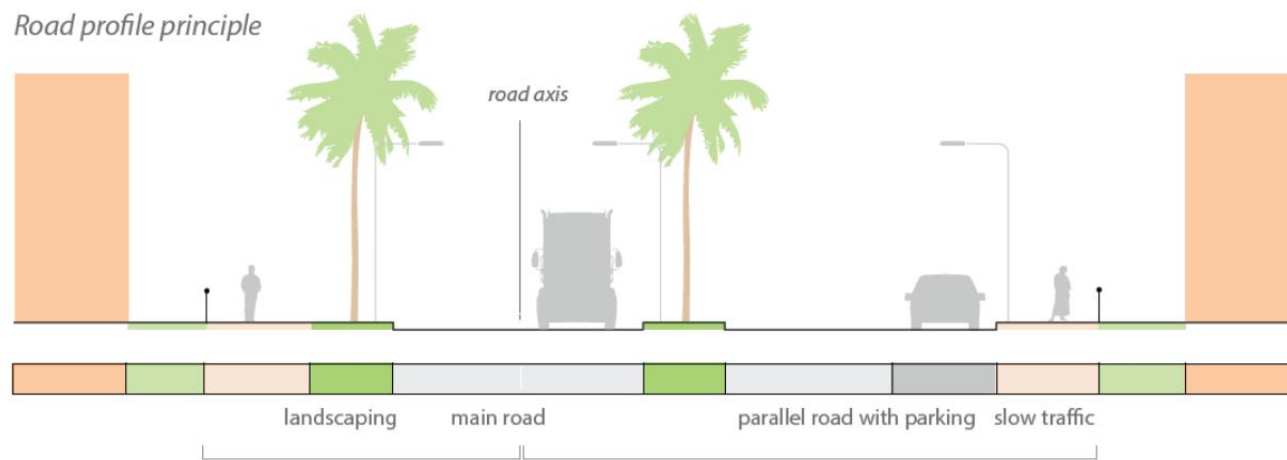 Road profile principle
road axis
landscaping
main road
parallel road with parking
slow traffic